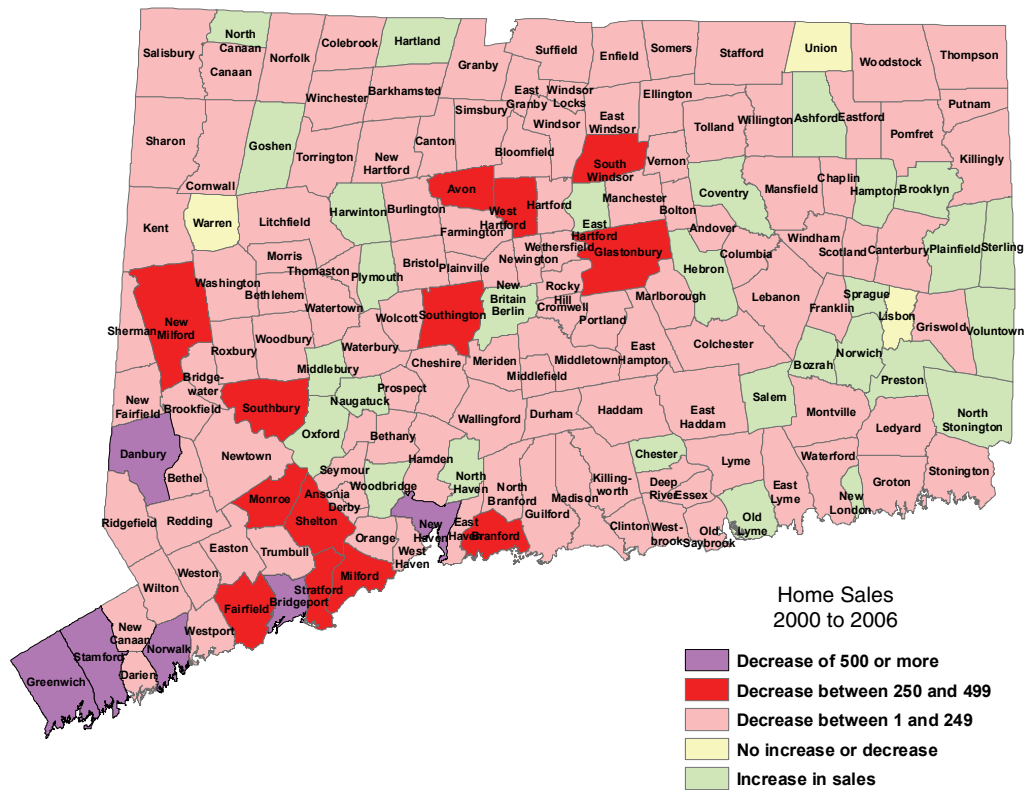 North
Canaan
Colebrook
Hartland
Salisbury
Canaan
Norfolk
Granby
Suffield
Enfield
Somers
Stafford
Union
Woodstock
Thompson
Winchester
Barkhamsted
Simsbury
East
Granby
Windsor
Locks
Ellington
Putnam
Sharon
Goshen
Torrington
New
Hartford
Canton
Windsor
East
Windsor
Tolland
Willington
Ashford
Eastford
Pomfret
Bloomfield
South
Windsor
Vernon
Killingly
Cornwall
Avon
Chaplin
Coventry
Mansfield
Hampton
Brooklyn
Kent
Warren
Litchfield
Harwinton
Burlington
West
Hartford
Hartford
East
Hartford
Manchester
Bolton
Andover
Farmington
Wethersfield
Newington
Glastonbury
Columbia
Windham
Scotland
Canterbury
Plainfield
Sterling
Morris
Thomaston
Plymouth
Bristol
Plainville
Hebron
Washington
Bethlehem
Watertown
New
Britain
Berlin
Rocky
Hill
Cromwell
Marlborough
Lebanon
Franklin
Sprague
Lisbon
Griswold
Voluntown
Sherman
New
Milford
Wolcott
Southington
Portland
Roxbury
Woodbury
Waterbury
Middlebury
Cheshire
Meriden
Middletown
Middlefield
East
Hampton
Colchester
Bozrah
Norwich
Preston
Bridge-
water
New
Fairfield
Brookfield
Southbury
Naugatuck
Prospect
Wallingford
Durham
Haddam
East
Haddam
Salem
Montville
Ledyard
North
Stonington
Oxford
Bethany
Danbury
Newtown
Bethel
Seymour
Woodbridge
Hamden
North
Haven
Chester
Lyme
Waterford
Stonington
Monroe
Ansonia
Derby
North
Branford
Madison
Killing-
worth
Deep
River
Essex
East
Lyme
New
London
Groton
Ridgefield
Redding
Shelton
Orange
New
Haven
East
Haven
Branford
Guilford
Clinton
West-
brook
Old
Saybrook
Old
Lyme
Easton
Trumbull
West
Haven
Weston
Wilton
Milford
Stratford
Bridgeport
Fairfield
Westport
New
Canaan
Norwalk
Stamford
Darien
Greenwich
Home Sales
2000 to 2006
Decrease of 500 or more
Decrease between 250 and 499
Decrease between 1 and 249
No increase or decrease
Increase in sales